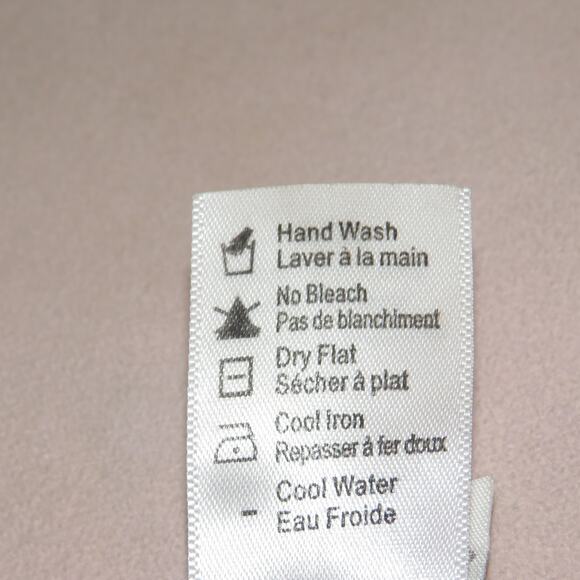 Hand Wash
Laver à la main
No Bleach
Pas de blanchiment
Dry Flat
Sécher à plat
Cool Iron
Repasser à fer doux
- Cool Water
Eau Froide